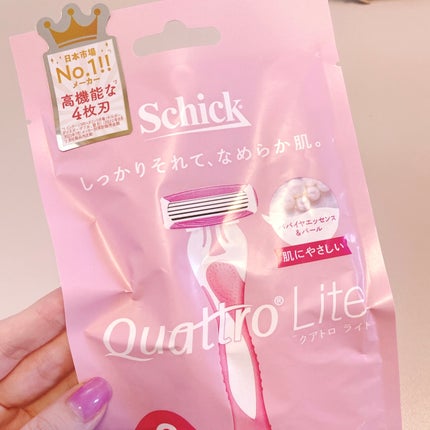 日本市場
No.1!!
メーカー
高機能な
4枚刃
Schick
しっかりそれて、なめらか肌。
パパイヤエッセンス
&パール
肌にやさしい
Quattro® Lite
クアトロ ライト